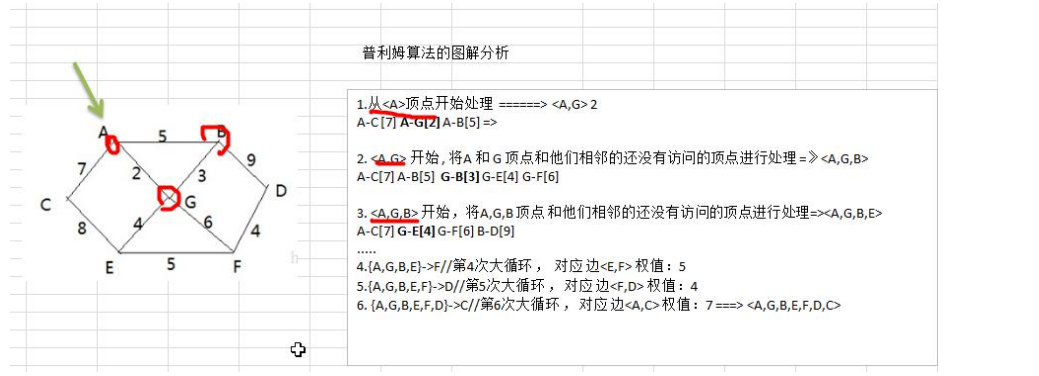 普利姆算法的图解分析
1.从<A>顶点开始处理 ======> <A,G> 2
A-C [7] A-G[2] A-B[5] =>
2. <A,G> 开始 , 将A 和 G 顶点和他们相邻的还没有访问的顶点进行处理 =》<A,G,B>
A-C[7] A-B[5] G-B[3] G-E[4] G-F[6]
3. <A,G,B> 开始，将A,G,B 顶点 和他们相邻的还没有访问的顶点进行处理=><A,G,B,E>
A-C[7] G-E[4] G-F[6] B-D[9]
.....
4.{A,G,B,E}->F//第4次大循环 ， 对应 边<E,F> 权值：5
5.{A,G,B,E,F}->D//第5次大循环 ， 对应边<F,D> 权值：4
6. {A,G,B,E,F,D}->C//第6次大循环 ， 对应边<A,C> 权值：7 ===> <A,G,B,E,F,D,C>
A
5
B
7
2
3
9
C
G
D
8
4
6
4
E
5
F
h